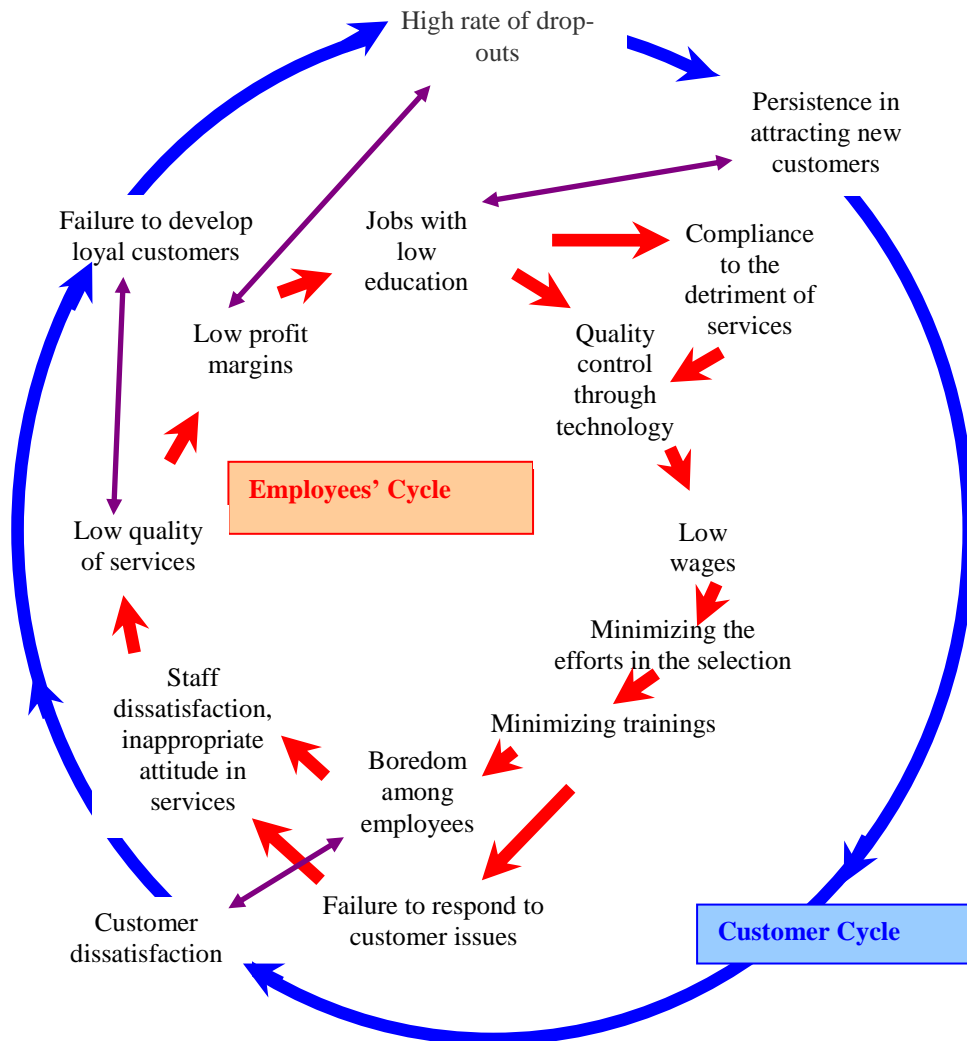 High rate of drop-
outs
Persistence in
attracting new
customers
Failure to develop
loyal customers
Jobs with
low
education
Compliance
to the
detriment of
services
Low profit
margins
Quality
control
through
technology
Employees’ Cycle
Low quality
of services
Low
wages
Minimizing the
efforts in the selection
Staff
dissatisfaction,
inappropriate
attitude in
services
Minimizing trainings
Boredom
among
employees
Failure to respond to
customer issues
Customer
dissatisfaction
Customer Cycle